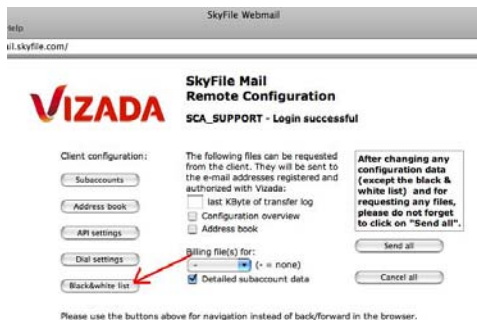 SkyFile Webmail
Help
il.skyfile.com/
VIZADA
SkyFile Mail
Remote Configuration
SCA_SUPPORT - Login successful
Client configuration:
Subaccounts
Address book
API settings
Dial settings
Black&white list
The following files can be requested
from the client. They will be sent to
the e-mail addresses registered and
authorized with Vizada:
last KByte of transfer log
Configuration overview
Address book
Billing file(s) for:
- (- = none)
Detailed subaccount data
After changing any
configuration data
(except the black &
white list) and for
requesting any files,
please do not forget
to click on "Send all".
Send all
Cancel all
Please use the buttons above for navigation instead of back/forward in the browser.